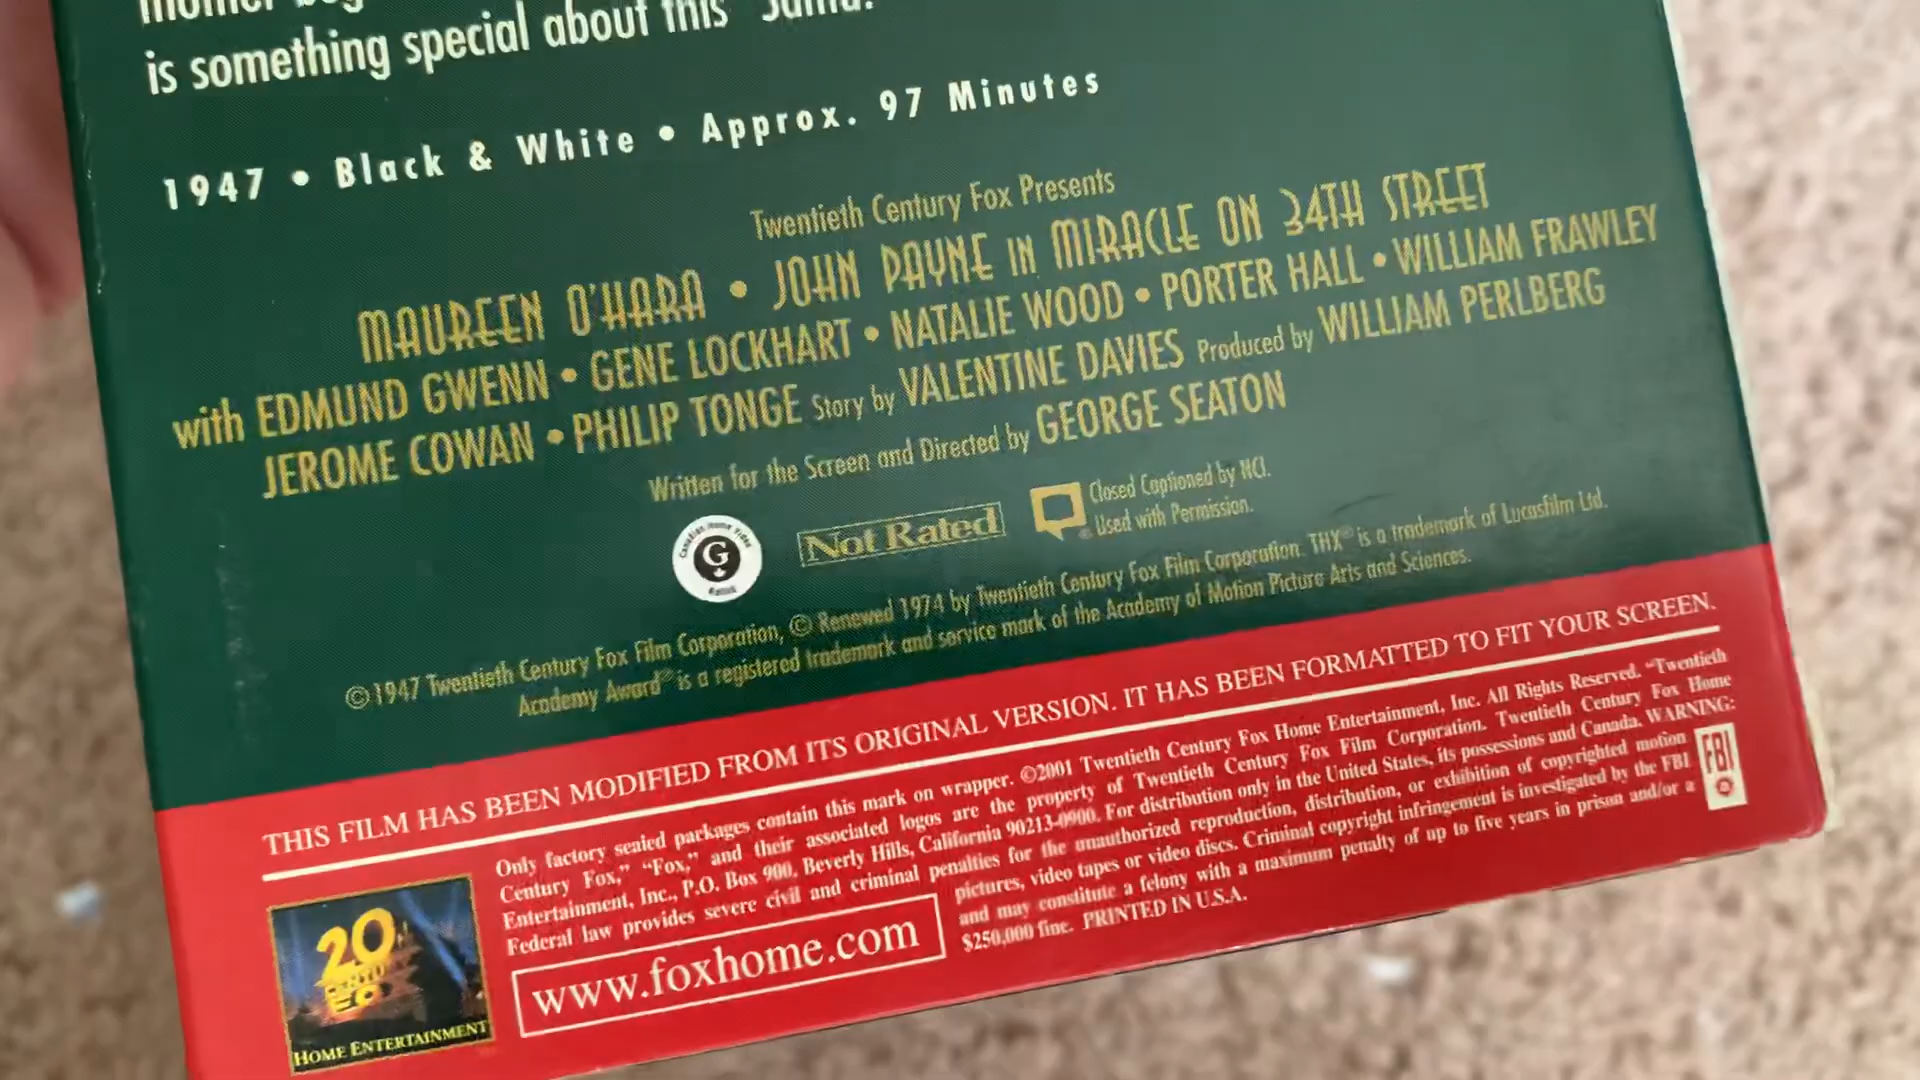 is something special about this "Santa."
1947 • Black & White • Approx. 97 Minutes
Twentieth Century Fox Presents
MAUREEN O'HARA • JOHN PAYNE IN MIRACLE ON 34TH STREET
with EDMUND GWENN • GENE LOCKHART • NATALIE WOOD • PORTER HALL • WILLIAM FRAWLEY
JEROME COWAN • PHILIP TONGE Story by VALENTINE DAVIES Produced by WILLIAM PERLBERG
Written for the Screen and Directed by GEORGE SEATON
Canadian Home Video
G
Rated
Not Rated
Closed Captioned by NCI.
® Used with Permission.
©1947 Twentieth Century Fox Film Corporation, © Renewed 1974 by Twentieth Century Fox Film Corporation. THX® is a trademark of Lucasfilm Ltd.
Academy Award® is a registered trademark and service mark of the Academy of Motion Picture Arts and Sciences.
THIS FILM HAS BEEN MODIFIED FROM ITS ORIGINAL VERSION. IT HAS BEEN FORMATTED TO FIT YOUR SCREEN.
Only factory sealed packages contain this mark on wrapper. ©2001 Twentieth Century Fox Home Entertainment, Inc. All Rights Reserved. "Twentieth
Century Fox," "Fox," and their associated logos are the property of Twentieth Century Fox Film Corporation. Twentieth Century Fox Home
Entertainment, Inc., P.O. Box 900, Beverly Hills, California 90213-0900. For distribution only in the United States, its possessions and Canada. WARNING:
Federal law provides severe civil and criminal penalties for the unauthorized reproduction, distribution, or exhibition of copyrighted motion
pictures, video tapes or video discs. Criminal copyright infringement is investigated by the FBI
and may constitute a felony with a maximum penalty of up to five years in prison and/or a
$250,000 fine. PRINTED IN U.S.A.
FBI
www.foxhome.com
20th
CENTURY
FOX
HOME ENTERTAINMENT